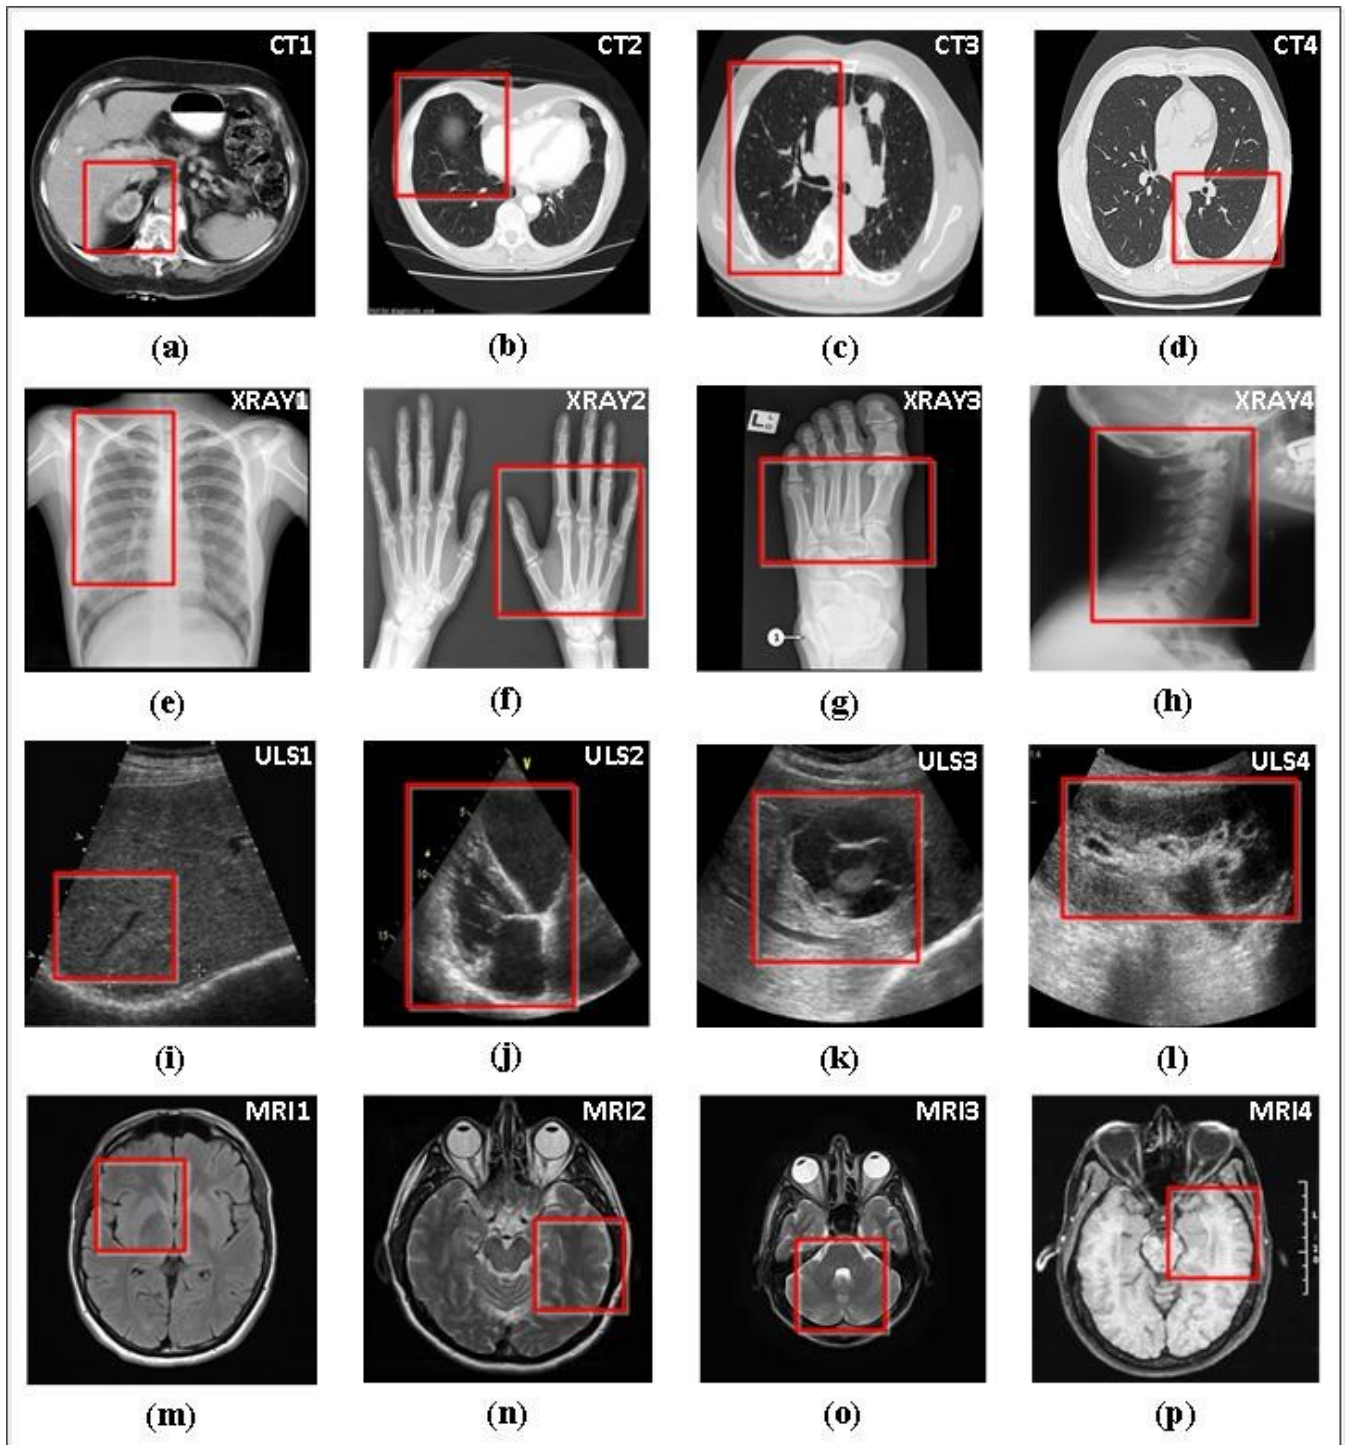 CT1 CT2 CT3 CT4
(a) (b) (c) (d)
XRAY1 XRAY2 XRAY3 XRAY4
L
(e) (f) (g) (h)
ULS1 ULS2 ULS3 ULS4
V
(i) (j) (k) (l)
MRI1 MRI2 MRI3 MRI4
(m) (n) (o) (p)